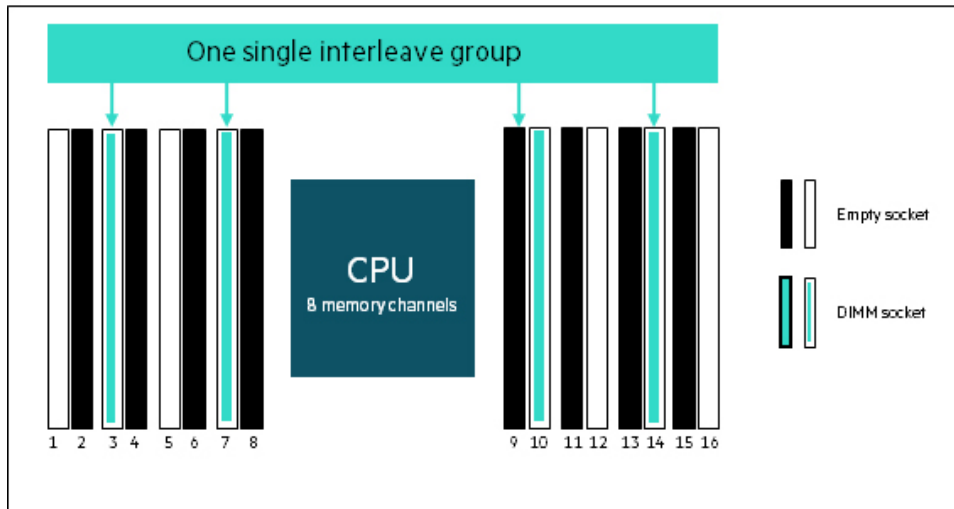 One single interleave group
CPU
8 memory channels
Empty socket
DIMM socket
1 2 3 4 5 6 7 8 9 10 11 12 13 14 15 16